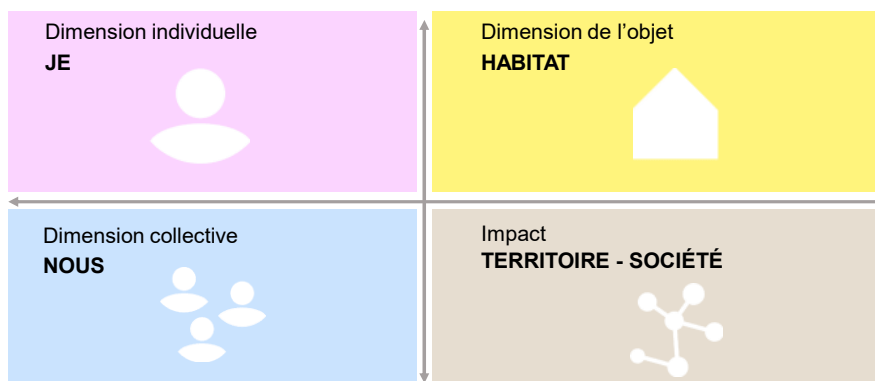 Dimension individuelle
JE
Dimension de l’objet
HABITAT
Dimension collective
NOUS
Impact
TERRITOIRE - SOCIÉTÉ